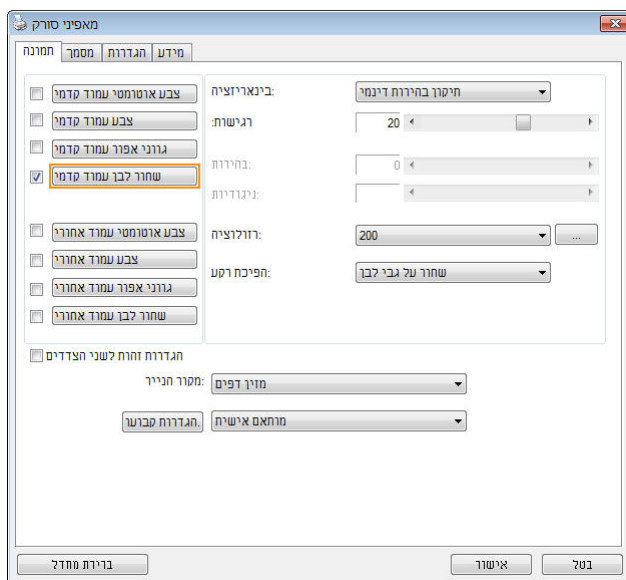 מאפיני סורק
תמונה מסמך הגדרות מידע
צבע אוטומטי עמוד קדמי
צבע עמוד קדמי
גווני אפור עמוד קדמי
שחור לבן עמוד קדמי
צבע אוטומטי עמוד אחורי
צבע עמוד אחורי
גווני אפור עמוד אחורי
שחור לבן עמוד אחורי
בינאריזציה: תיקון בהירות דינמי
רגישות: 20
בהירות: 0
ניגודיות:
רזולוציה: 200 ...
הפיכת רקע: שחור על גבי לבן
הגדרות זהות לשני הצדדים
מקור הנייר: מזין דפים
הגדרות קבועו. מותאם אישית
ברירת מחדל אישור בטל